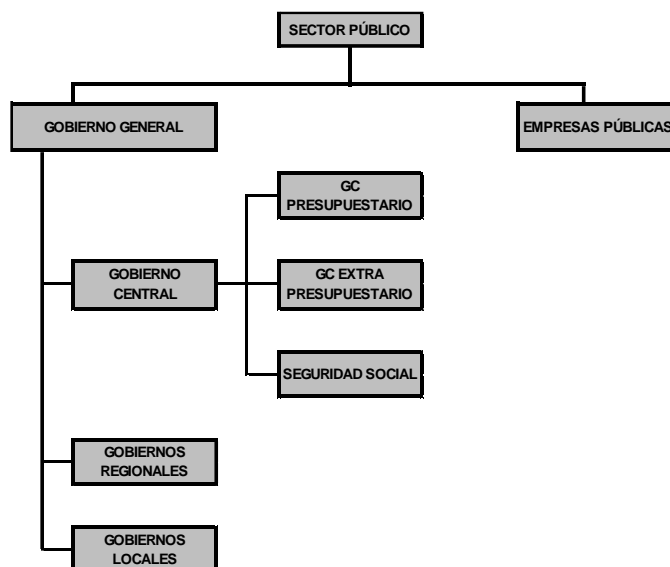 SECTOR PÚBLICO
GOBIERNO GENERAL
EMPRESAS PÚBLICAS
GC
PRESUPUESTARIO
GOBIERNO
CENTRAL
GC EXTRA
PRESUPUESTARIO
SEGURIDAD SOCIAL
GOBIERNOS
REGIONALES
GOBIERNOS
LOCALES